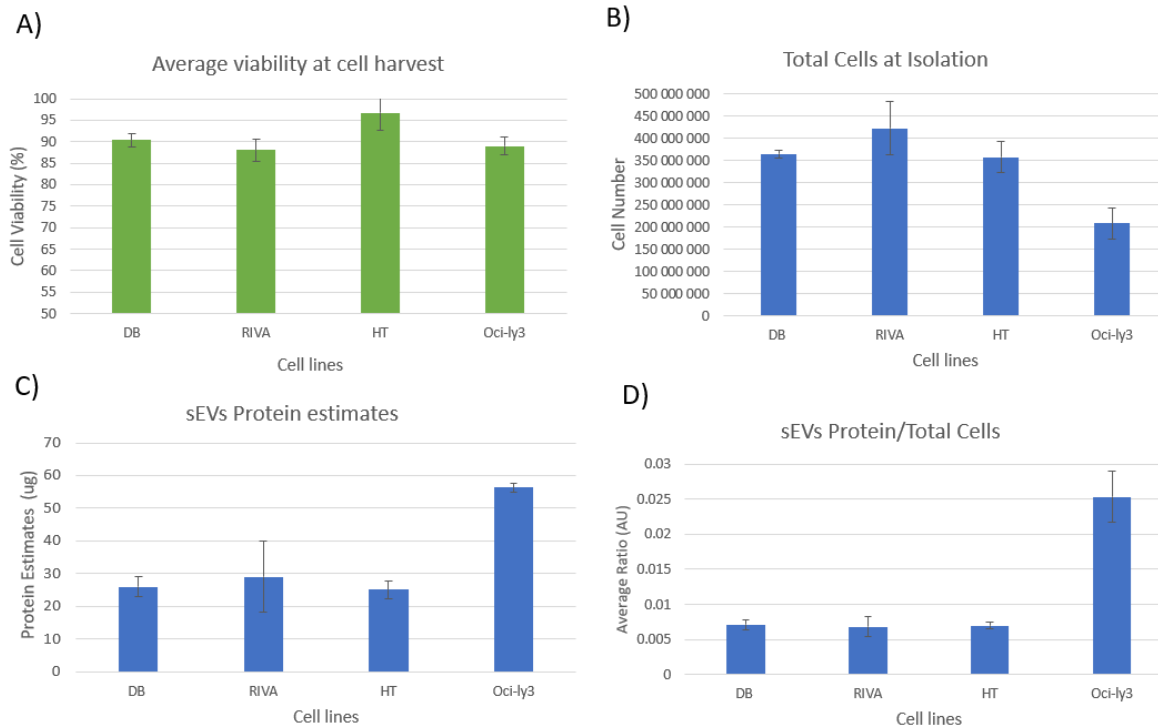 A)
Average viability at cell harvest
Cell Viability (%)
100
95
90
85
80
75
70
65
60
55
50
DB RIVA HT Oci-ly3
Cell lines
B)
Total Cells at Isolation
Cell Number
500 000 000
450 000 000
400 000 000
350 000 000
300 000 000
250 000 000
200 000 000
150 000 000
100 000 000
50 000 000
0
DB RIVA HT Oci-ly3
Cell lines
C)
sEVs Protein estimates
Protein Estimates (ug)
70
60
50
40
30
20
10
0
DB RIVA HT Oci-ly3
Cell lines
D)
sEVs Protein/Total Cells
Average Ratio (AU)
0.03
0.025
0.02
0.015
0.01
0.005
0
DB RIVA HT Oci-ly3
Cell lines